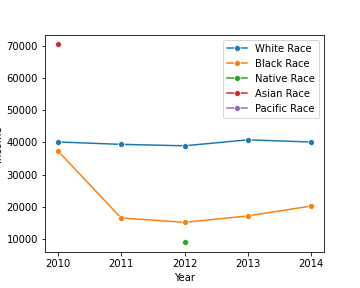 White Race
Black Race
Native Race
Asian Race
Pacific Race
70000
60000
50000
40000
30000
20000
10000
2010 2011 2012 2013 2014
Year